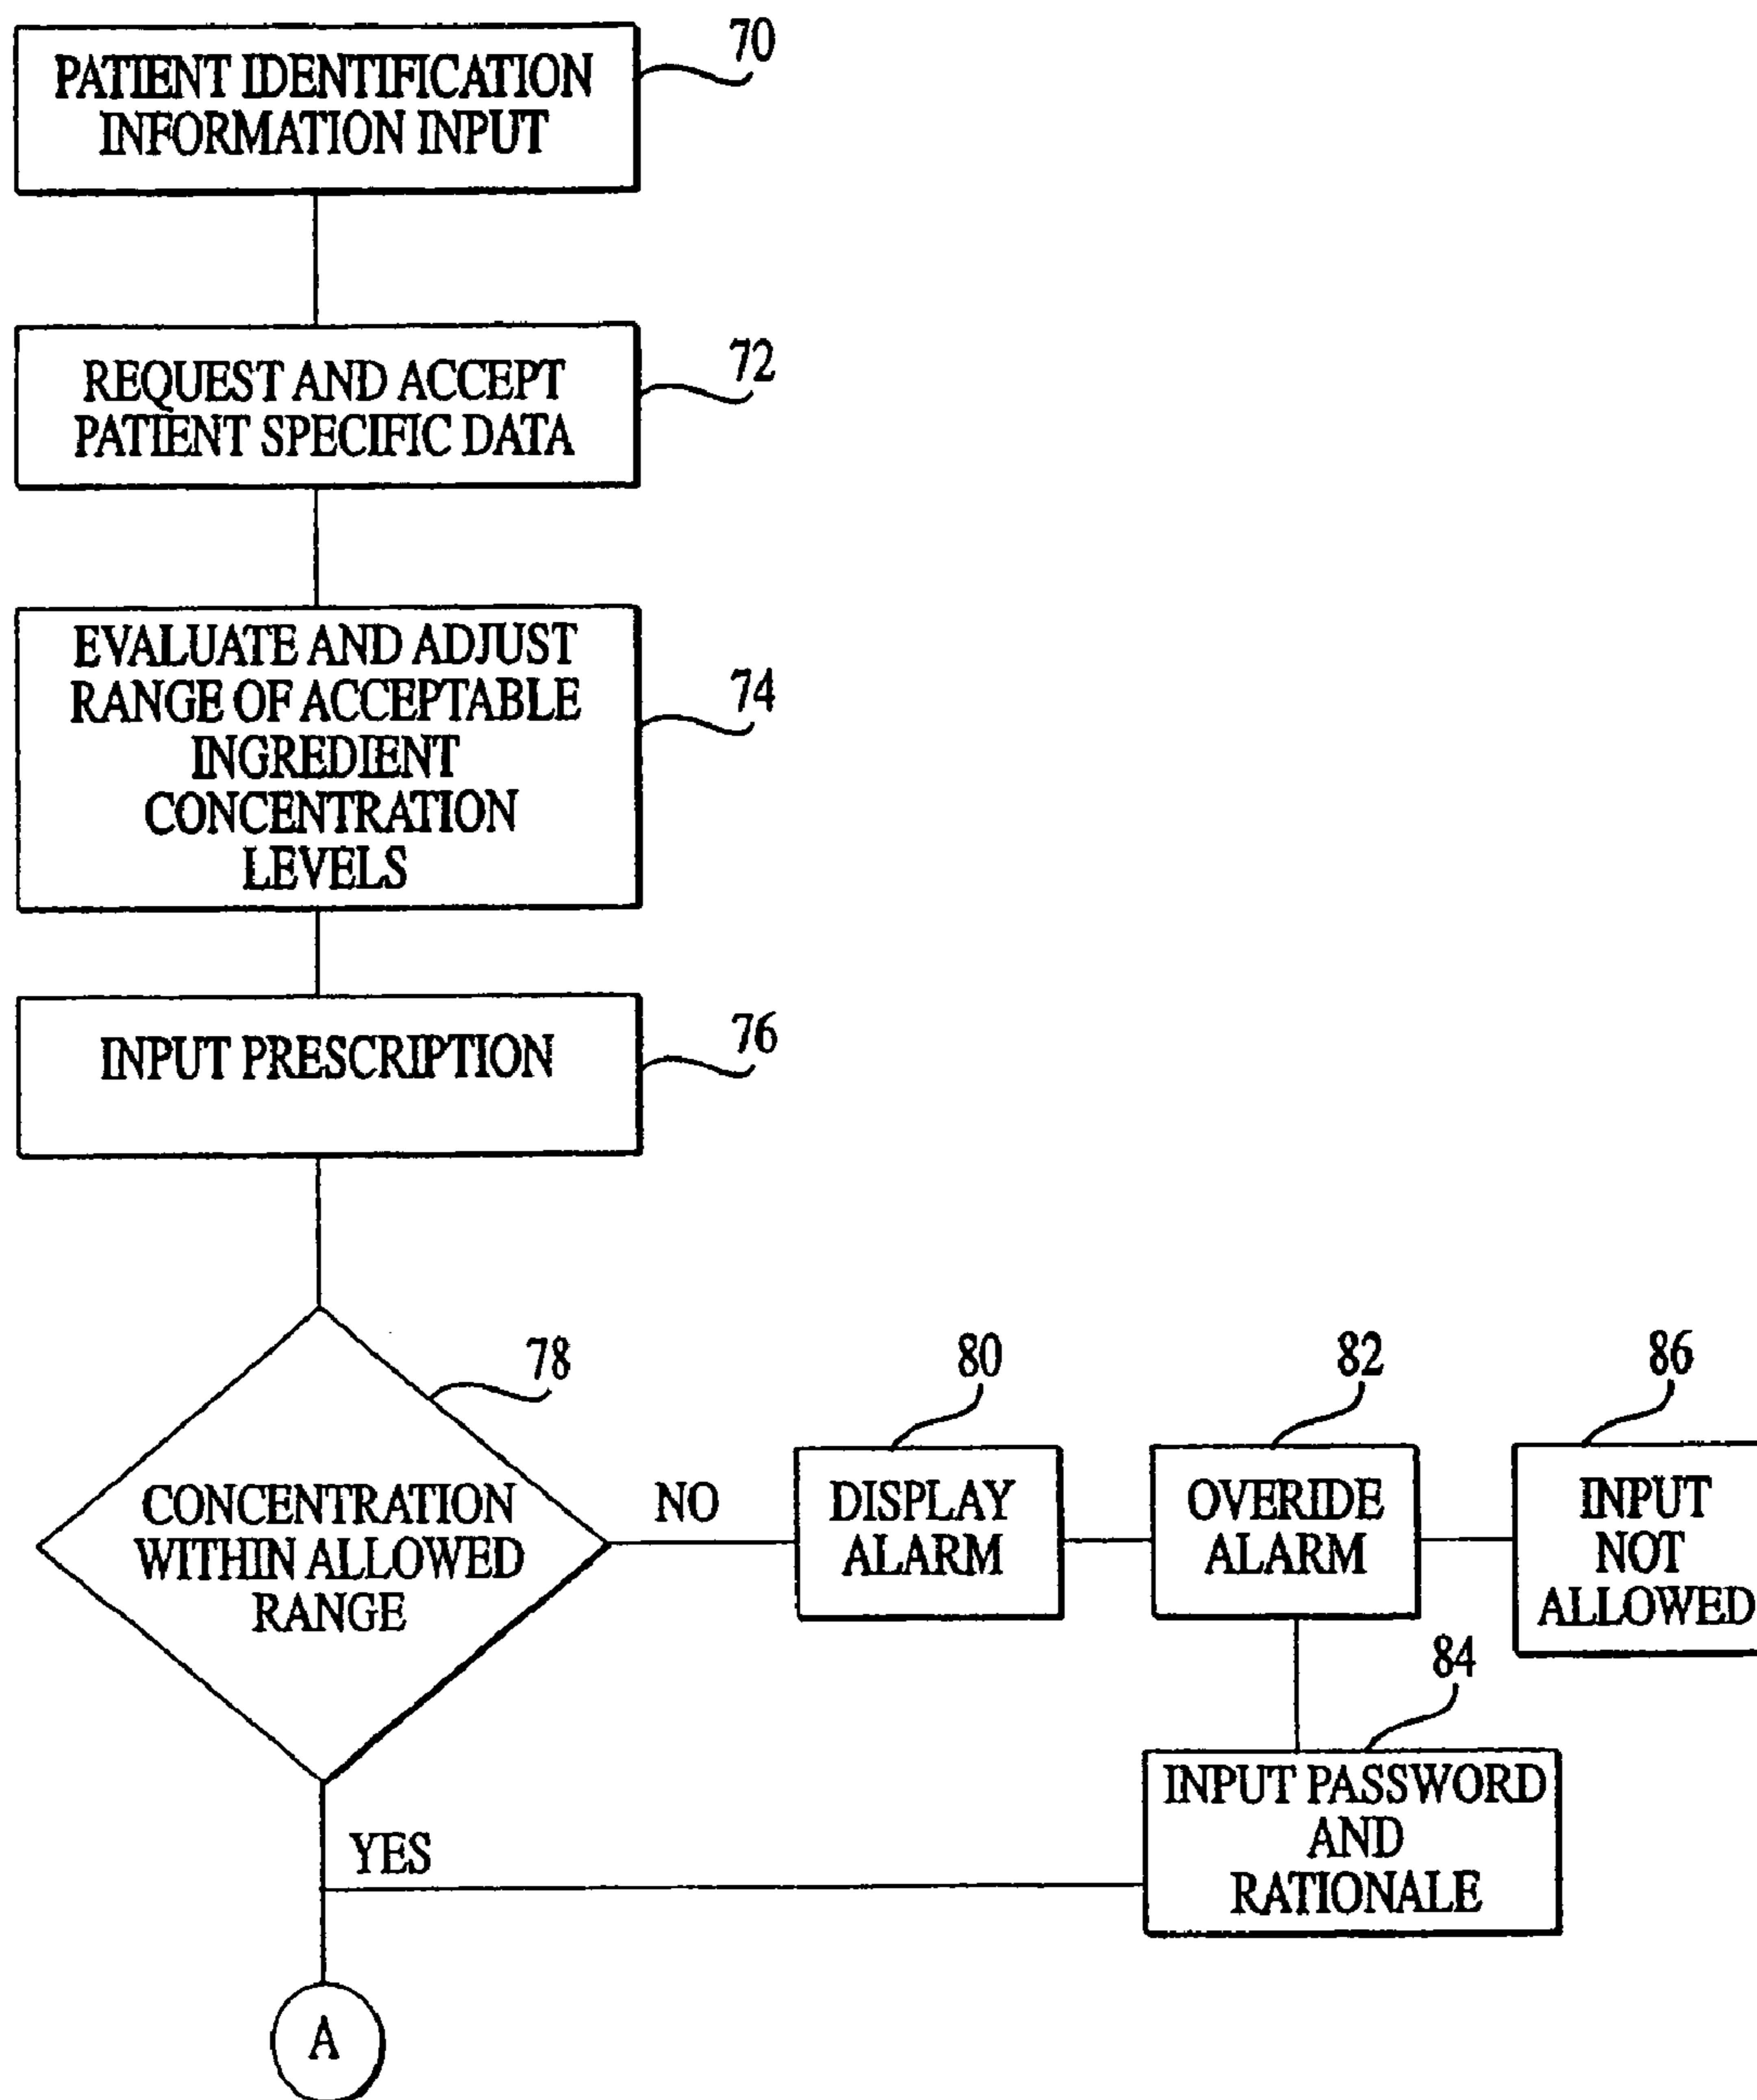 70
PATIENT IDENTIFICATION
INFORMATION INPUT
72
REQUEST AND ACCEPT
PATIENT SPECIFIC DATA
74
EVALUATE AND ADJUST
RANGE OF ACCEPTABLE
INGREDIENT
CONCENTRATION
LEVELS
76
INPUT PRESCRIPTION
78
CONCENTRATION
WITHIN ALLOWED
RANGE
NO
80
DISPLAY
ALARM
82
OVERIDE
ALARM
86
INPUT
NOT
ALLOWED
84
INPUT PASSWORD
AND
RATIONALE
YES
A